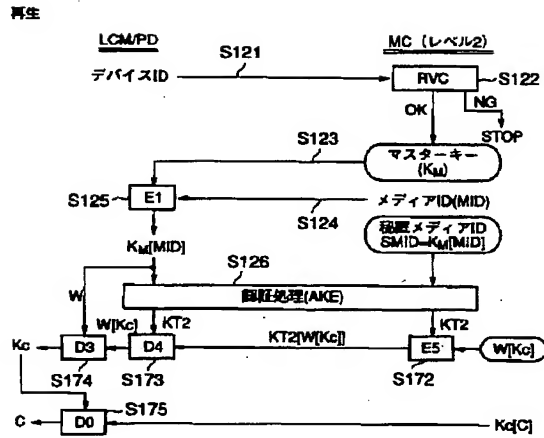 再生
LCM/PD
MC (レベル2)
S121
デバイスID
RVC
S122
OK
NG
STOP
S123
マスターキー
(KM)
S125
E1
メディアID(MID)
S124
秘匿メディアID
SMID=KM[MID]
KM[MID]
S126
認証処理(AKE)
W
KT2
KT2
Kc
D3
W[Kc]
D4
KT2[W[Kc]]
E5
W[Kc]
S174
S173
S172
S175
C
D0
Kc[C]